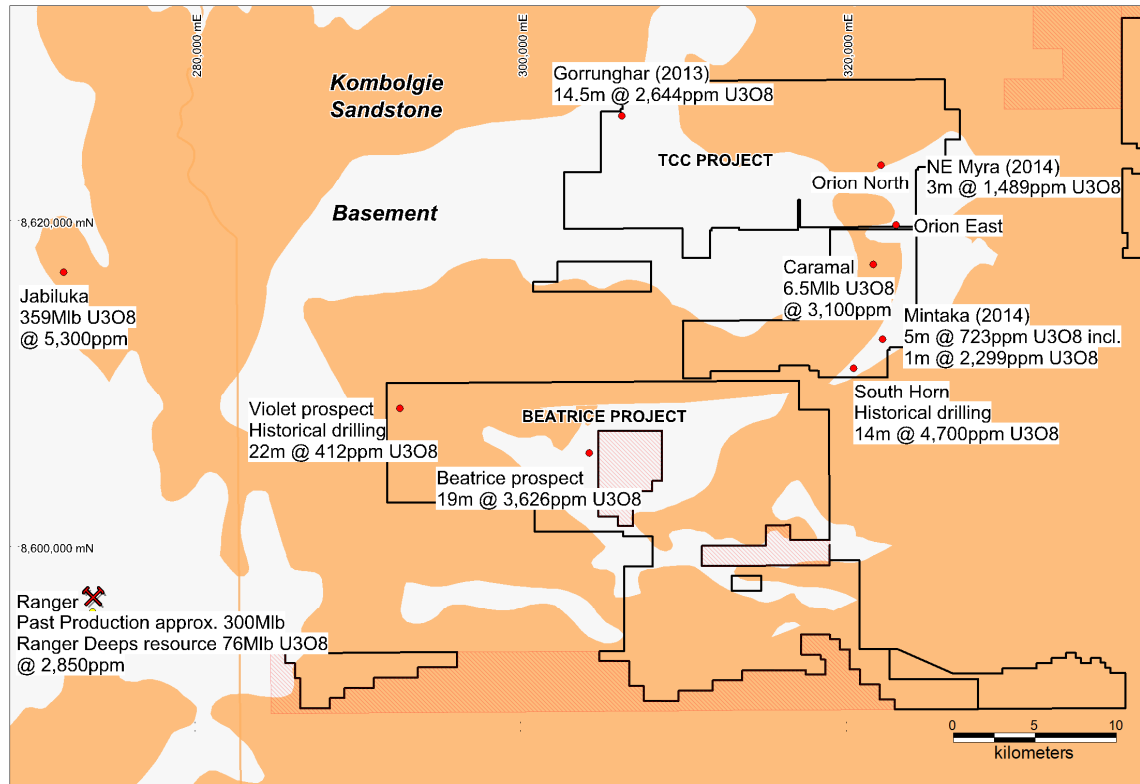 280,000 mE
300,000 mE
320,000 mE
Kombolgie
Sandstone
Gorrunghar (2013)
14.5m @ 2,644ppm U3O8
TCC PROJECT
NE Myra (2014)
3m @ 1,489ppm U3O8
Orion North
Basement
8,620,000 mN
Orion East
Caramal
6.5Mlb U3O8
@ 3,100ppm
Jabiluka
359Mlb U3O8
@ 5,300ppm
Mintaka (2014)
5m @ 723ppm U3O8 incl.
1m @ 2,299ppm U3O8
South Horn
Historical drilling
14m @ 4,700ppm U3O8
Violet prospect
Historical drilling
22m @ 412ppm U3O8
BEATRICE PROJECT
Beatrice prospect
19m @ 3,626ppm U3O8
8,600,000 mN
Ranger
Past Production approx. 300Mlb
Ranger Deeps resource 76Mlb U3O8
@ 2,850ppm
0 5 10
kilometers